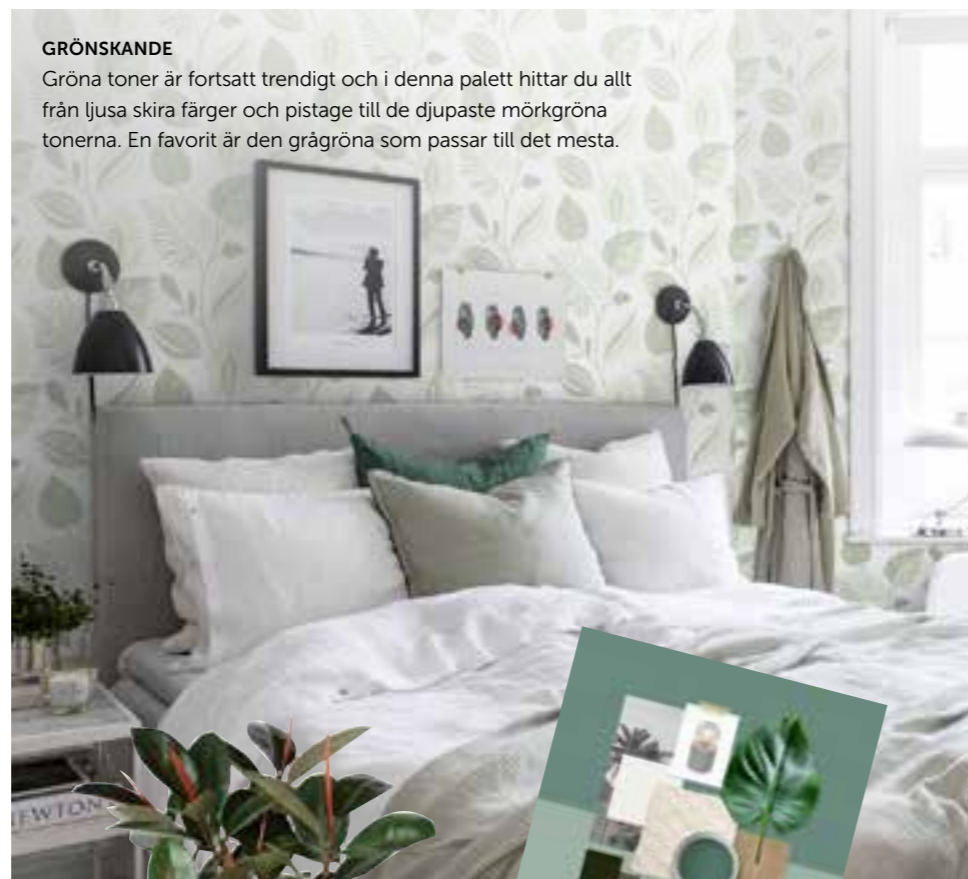 GRÖNSKANDE
Gröna toner är fortsatt trendigt och i denna palett hittar du allt
från ljusa skira färger och pistage till de djupaste mörkgröna
tonerna. En favorit är den grågröna som passar till det mesta.
EWTON